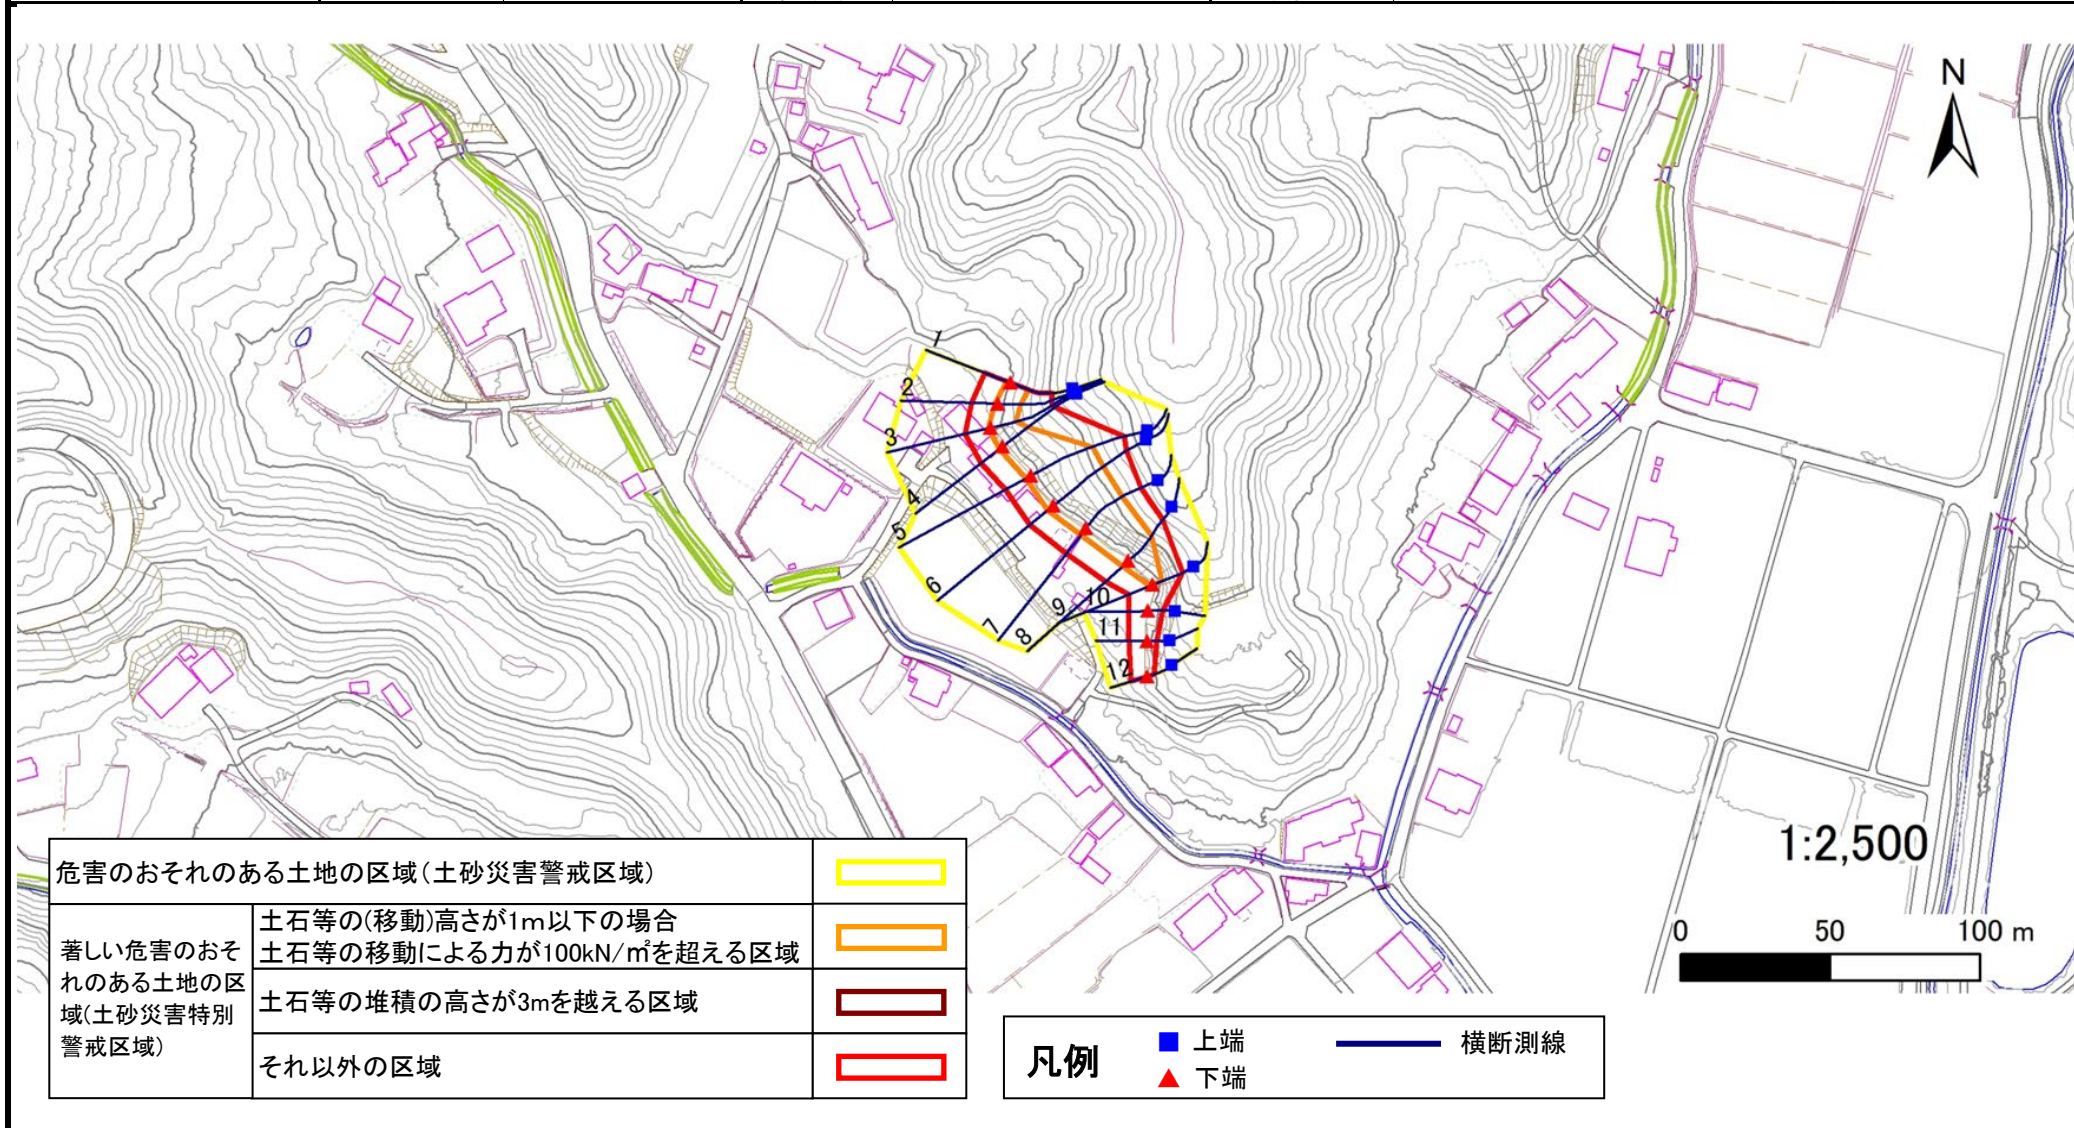 N
1
2
3
4
5
6
7
8
9
10
11
12
1:2,500
0 50 100 m
危害のおそれのある土地の区域(土砂災害警戒区域)
著しい危害のおそ
れのある土地の区
域(土砂災害特別
警戒区域)
土石等の(移動)高さが1m以下の場合
土石等の移動による力が100kN/㎡を超える区域
土石等の堆積の高さが3mを越える区域
それ以外の区域
凡例
上端
下端
横断測線